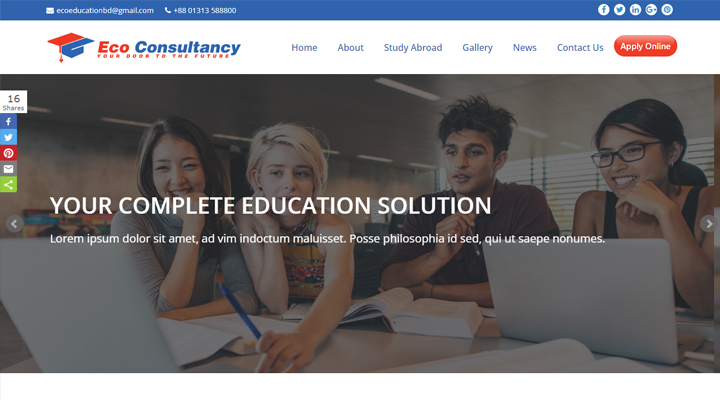 ecoeducationbd@gmail.com +88 01313 588800
Eco Consultancy
YOUR DOOR TO THE FUTURE
Home About Study Abroad Gallery News Contact Us Apply Online
16
Shares
YOUR COMPLETE EDUCATION SOLUTION
Lorem ipsum dolor sit amet, ad vim indoctum maluisset. Posse philosophia id sed, qui ut saepe nonumes.